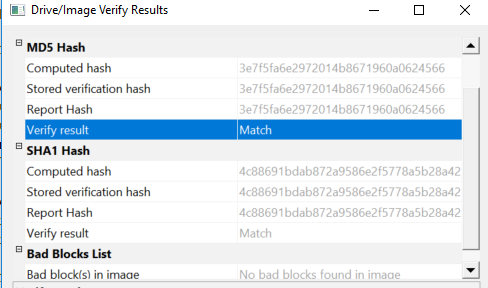 Drive/Image Verify Results
MD5 Hash
Computed hash 3e7f5fa6e2972014b8671960a0624566
Stored verification hash 3e7f5fa6e2972014b8671960a0624566
Report Hash 3e7f5fa6e2972014b8671960a0624566
Verify result Match
SHA1 Hash
Computed hash 4c88691bdab872a9586e2f5778a5b28a42
Stored verification hash 4c88691bdab872a9586e2f5778a5b28a42
Report Hash 4c88691bdab872a9586e2f5778a5b28a42
Verify result Match
Bad Blocks List
Bad block(s) in image No bad blocks found in image